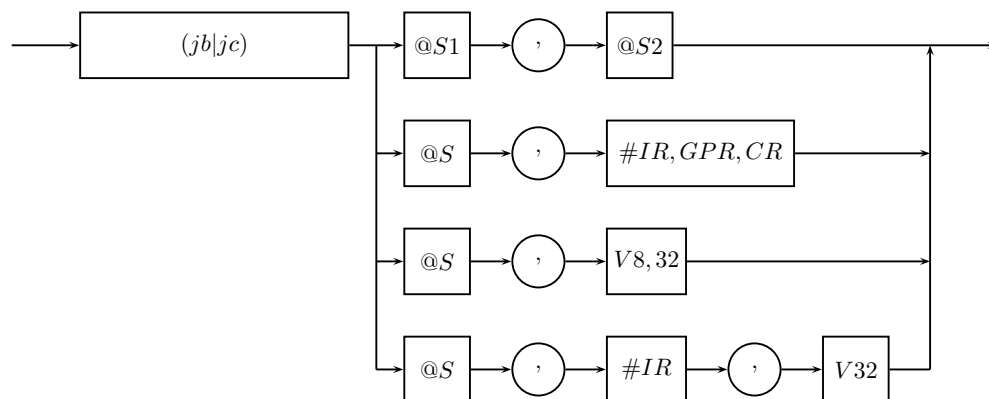 (jb|jc) @S1 , @S2
@S , #IR, GPR, CR
@S , V8, 32
@S , #IR , V32